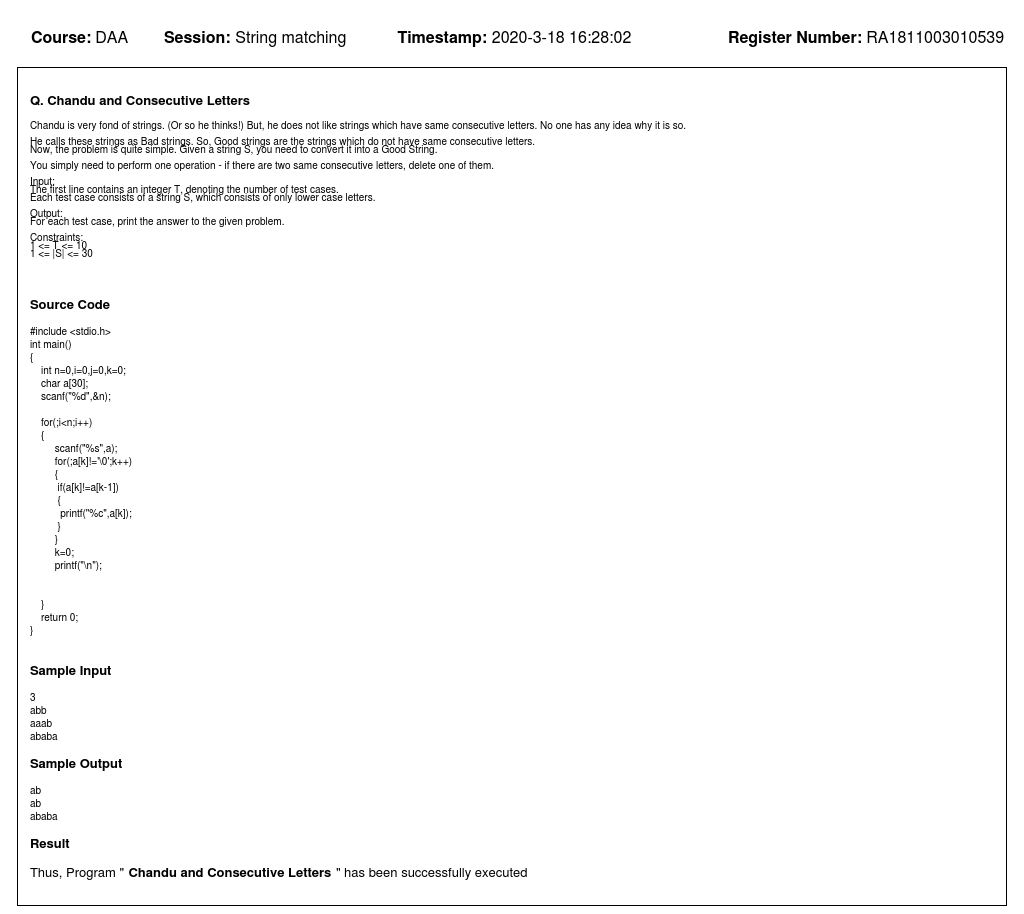 Course: DAA Session: String matching Timestamp: 2020-3-18 16:28:02 Register Number: RA1811003010539
Q. Chandu and Consecutive Letters
Chandu is very fond of strings. (Or so he thinks!) But, he does not like strings which have same consecutive letters. No one has any idea why it is so.
He calls these strings as Bad strings. So, Good strings are the strings which do not have same consecutive letters.
Now, the problem is quite simple. Given a string S, you need to convert it into a Good String.
You simply need to perform one operation - if there are two same consecutive letters, delete one of them.
Input:
The first line contains an integer T, denoting the number of test cases.
Each test case consists of a string S, which consists of only lower case letters.
Output:
For each test case, print the answer to the given problem.
Constraints:
1 <= T <= 10
1 <= |S| <= 30
Source Code
#include <stdio.h>
int main()
{
int n=0,i=0,j=0,k=0;
char a[30];
scanf("%d",&n);
for(;i<n;i++)
{
scanf("%s",a);
for(;a[k]!='\0';k++)
{
if(a[k]!=a[k-1])
{
printf("%c",a[k]);
}
}
k=0;
printf("\n");
}
return 0;
}
Sample Input
3
abb
aaab
ababa
Sample Output
ab
ab
ababa
Result
Thus, Program " Chandu and Consecutive Letters " has been successfully executed